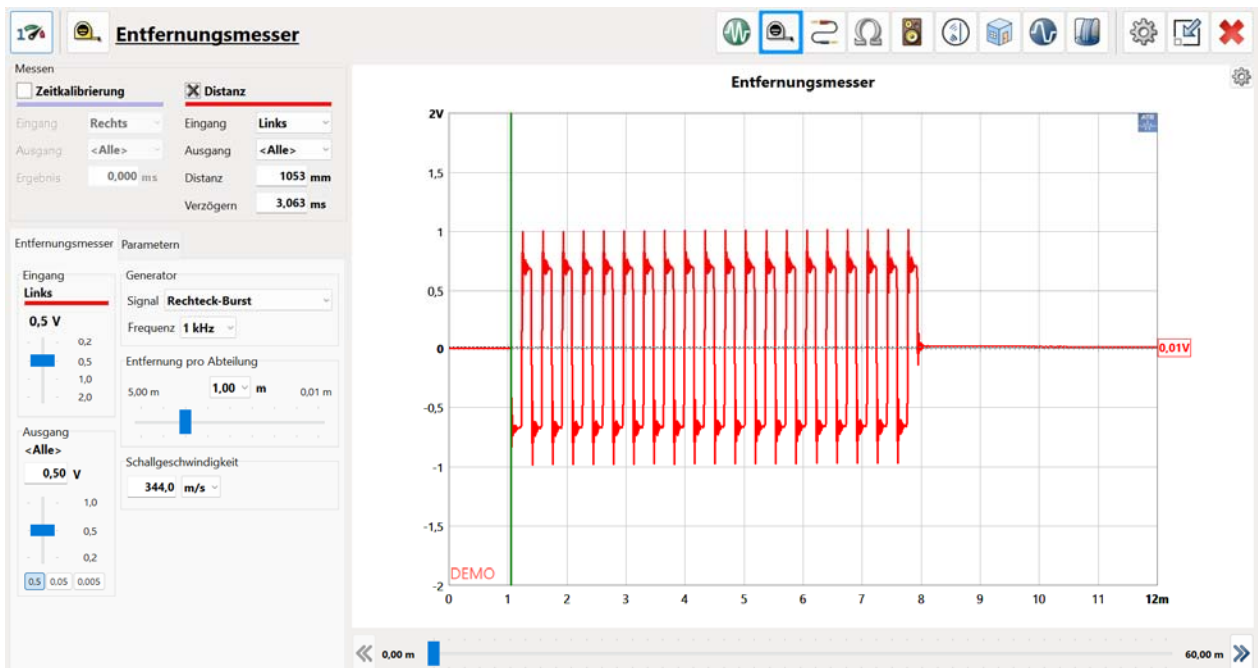 Entfernungsmesser
Messen
Zeitkalibrierung
Distanz
Eingang Rechts
Eingang Links
Ausgang <Alle>
Ausgang <Alle>
Ergebnis 0,000 ms
Distanz 1053 mm
Verzögern 3,063 ms
Entfernungsmesser Parametern
Eingang
Links
0,5 V
0,2
0,5
1,0
2,0
Ausgang
<Alle>
0,50 V
1,0
0,5
0,2
0.5 0.05 0.005
Generator
Signal Rechteck-Burst
Frequenz 1 kHz
Entfernung pro Abteilung
5,00 m 1,00 m 0,01 m
Schallgeschwindigkeit
344,0 m/s
Entfernungsmesser
2V
1,5
1
0,5
0
-0,5
-1
-1,5
-2
0,01V
DEMO
0 1 2 3 4 5 6 7 8 9 10 11 12m
0,00 m 60,00 m